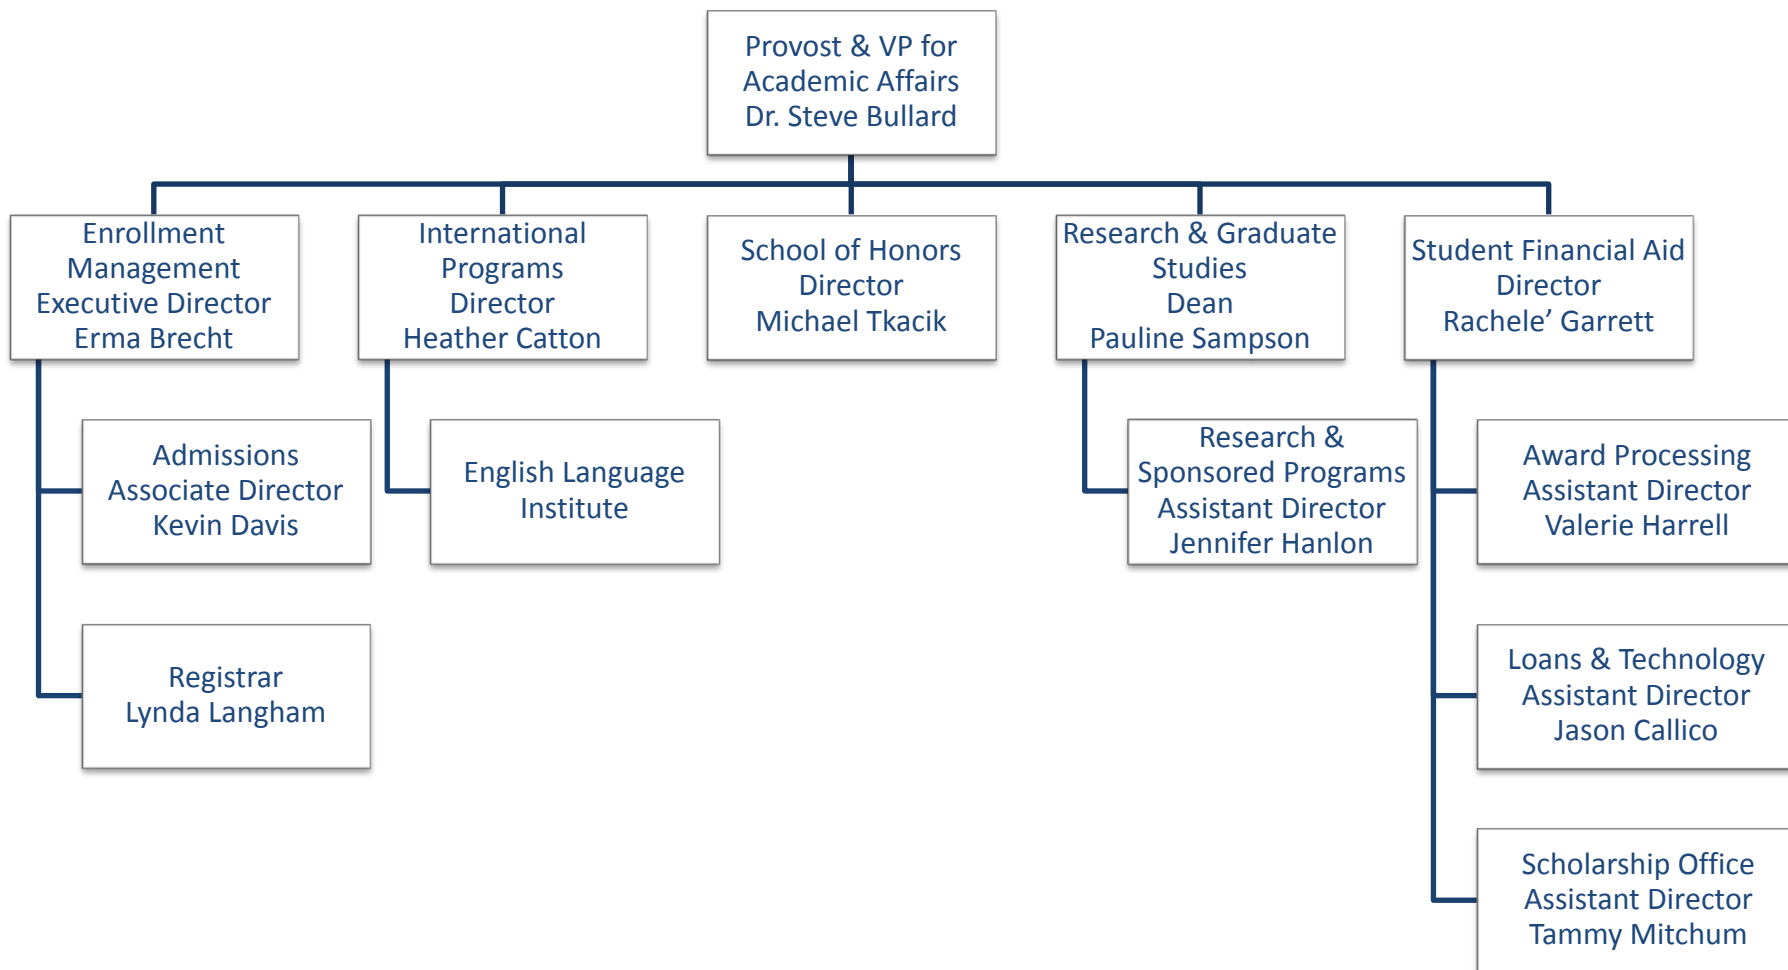 Provost & VP for
Academic Affairs
Dr. Steve Bullard
Enrollment
Management
Executive Director
Erma Brecht
International
Programs
Director
Heather Catton
School of Honors
Director
Michael Tkacik
Research & Graduate
Studies
Dean
Pauline Sampson
Student Financial Aid
Director
Rachele’ Garrett
Admissions
Associate Director
Kevin Davis
English Language
Institute
Research &
Sponsored Programs
Assistant Director
Jennifer Hanlon
Award Processing
Assistant Director
Valerie Harrell
Registrar
Lynda Langham
Loans & Technology
Assistant Director
Jason Callico
Scholarship Office
Assistant Director
Tammy Mitchum